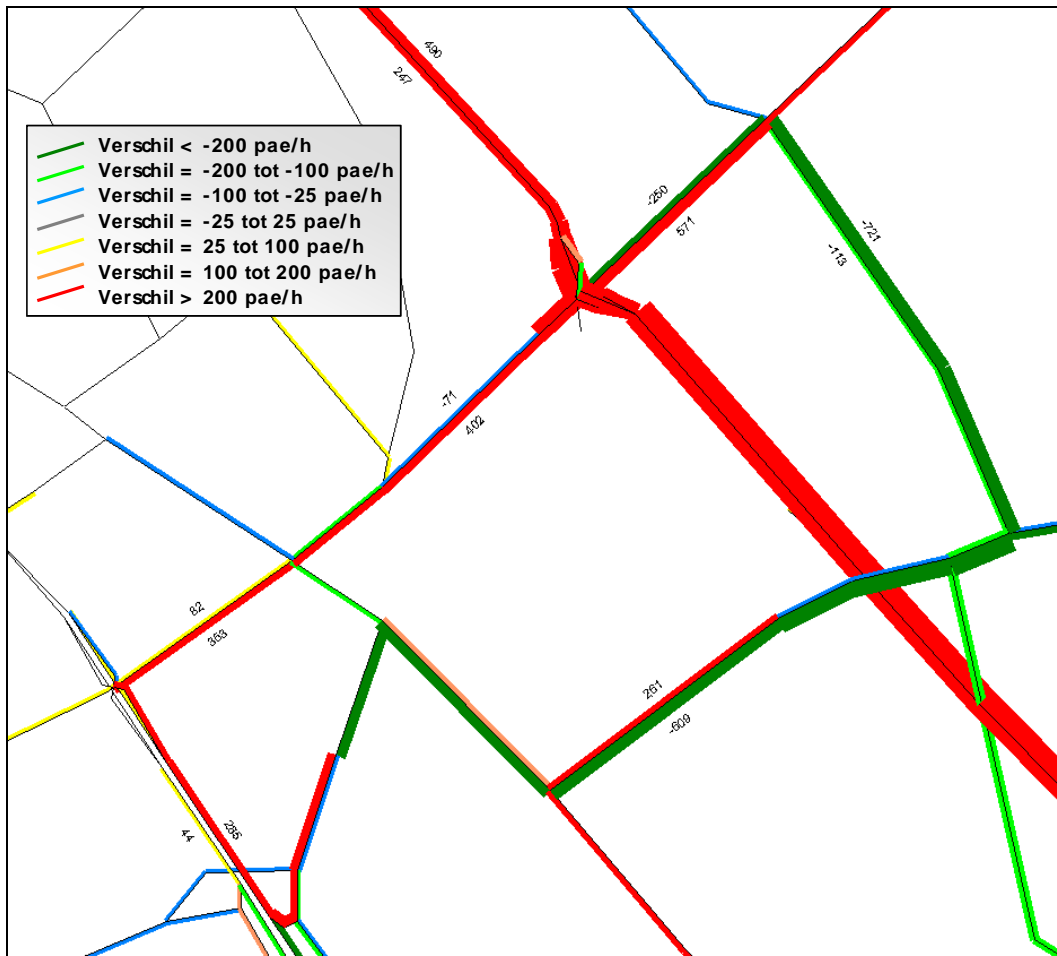 490
247
Verschil < -200 pae/h
Verschil = -200 tot -100 pae/h
Verschil = -100 tot -25 pae/h
Verschil = -25 tot 25 pae/h
Verschil = 25 tot 100 pae/h
Verschil = 100 tot 200 pae/h
Verschil > 200 pae/h
-250
571
-721
-113
-71
402
82
353
261
-609
285
44